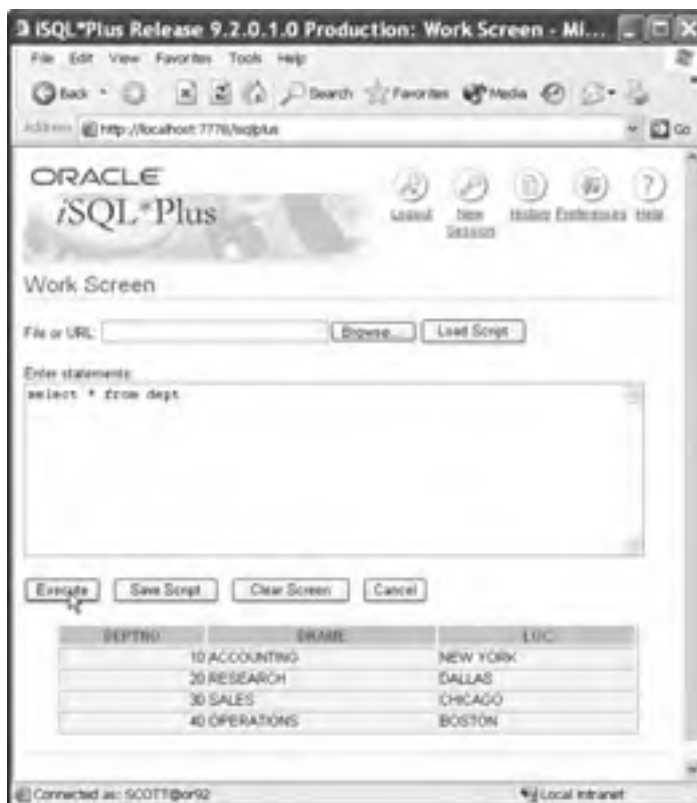 iSQL*Plus Release 9.2.0.1.0 Production: Work Screen - Mi...
File Edit View Favorites Tools Help
Back Search Favorites Media
Address http://localhost:7778/isqlplus Go
ORACLE
iSQL*Plus
Logout New Session History Preferences Help
Work Screen
File or URL: Browse... Load Script
Enter statements:
select * from dept
Execute Save Script Clear Screen Cancel
DEPTNO DNAME LOC
10 ACCOUNTING NEW YORK
20 RESEARCH DALLAS
30 SALES CHICAGO
40 OPERATIONS BOSTON
Connected as: SCOTT@or92 Local intranet